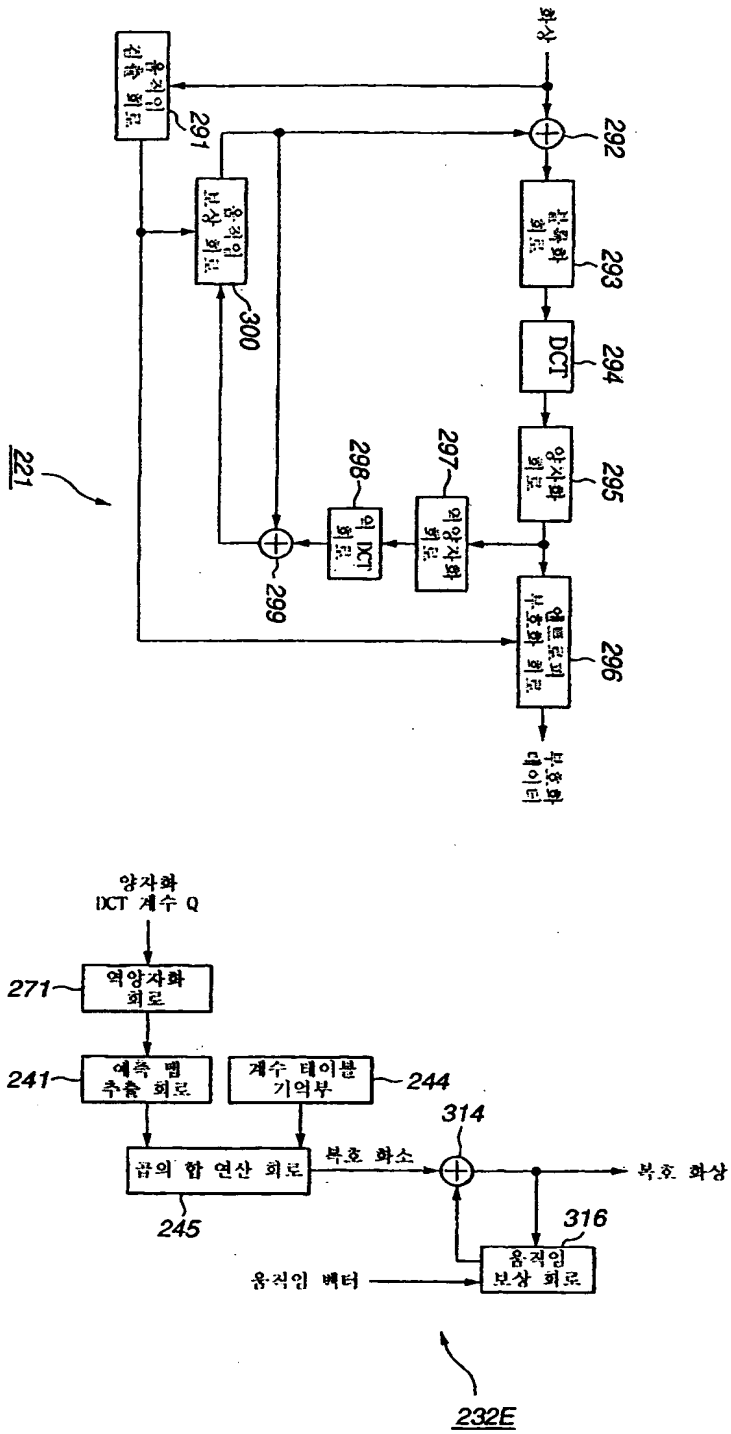 화상
292
블록화
회로
293
DCT
294
양자화
회로
295
엔트로피
부호화 회로
296
부호화
데이터
움직임
검출 회로
291
움직임
보상 회로
300
역양자화
회로
297
역 DCT
회로
298
299
221
양자화
DCT 계수 Q
역양자화
회로
271
예측 탭
추출 회로
241
계수 테이블
기억부
244
곱의 합 연산 회로
245
복호 화소
314
복호 화상
움직임
보상 회로
316
움직임 벡터
232E